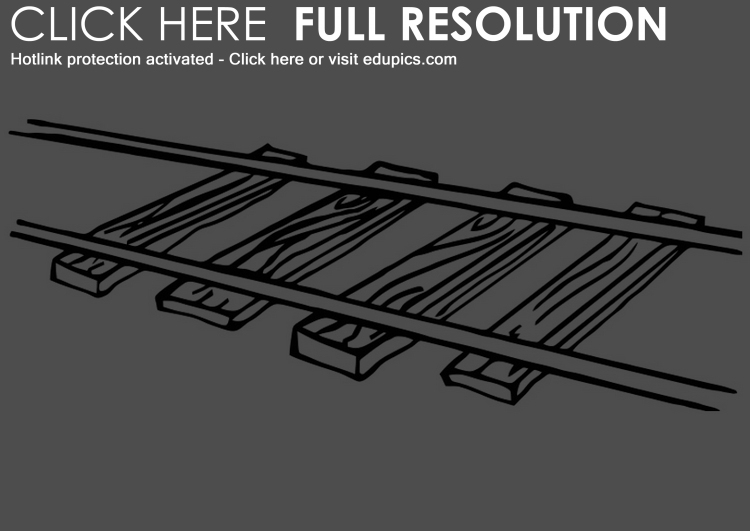 CLICK HERE FULL RESOLUTION
Hotlink protection activated - Click here or visit edupics.com